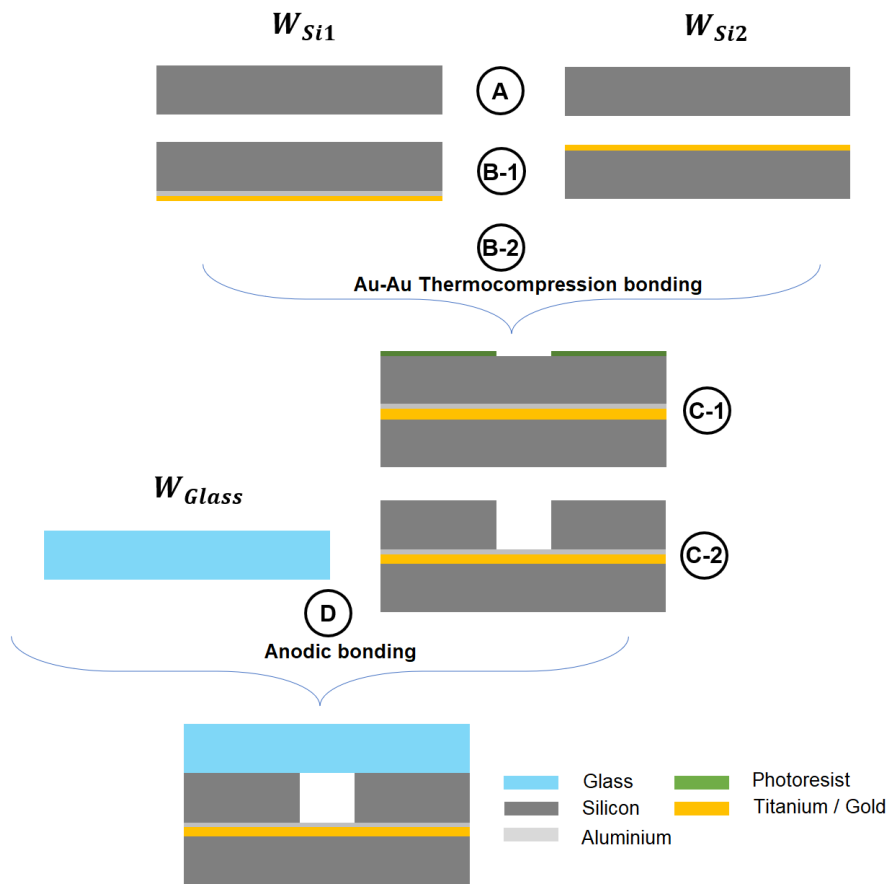 W_Si1
W_Si2
A
B-1
B-2
Au-Au Thermocompression bonding
C-1
W_Glass
C-2
D
Anodic bonding
Glass
Photoresist
Silicon
Titanium / Gold
Aluminium